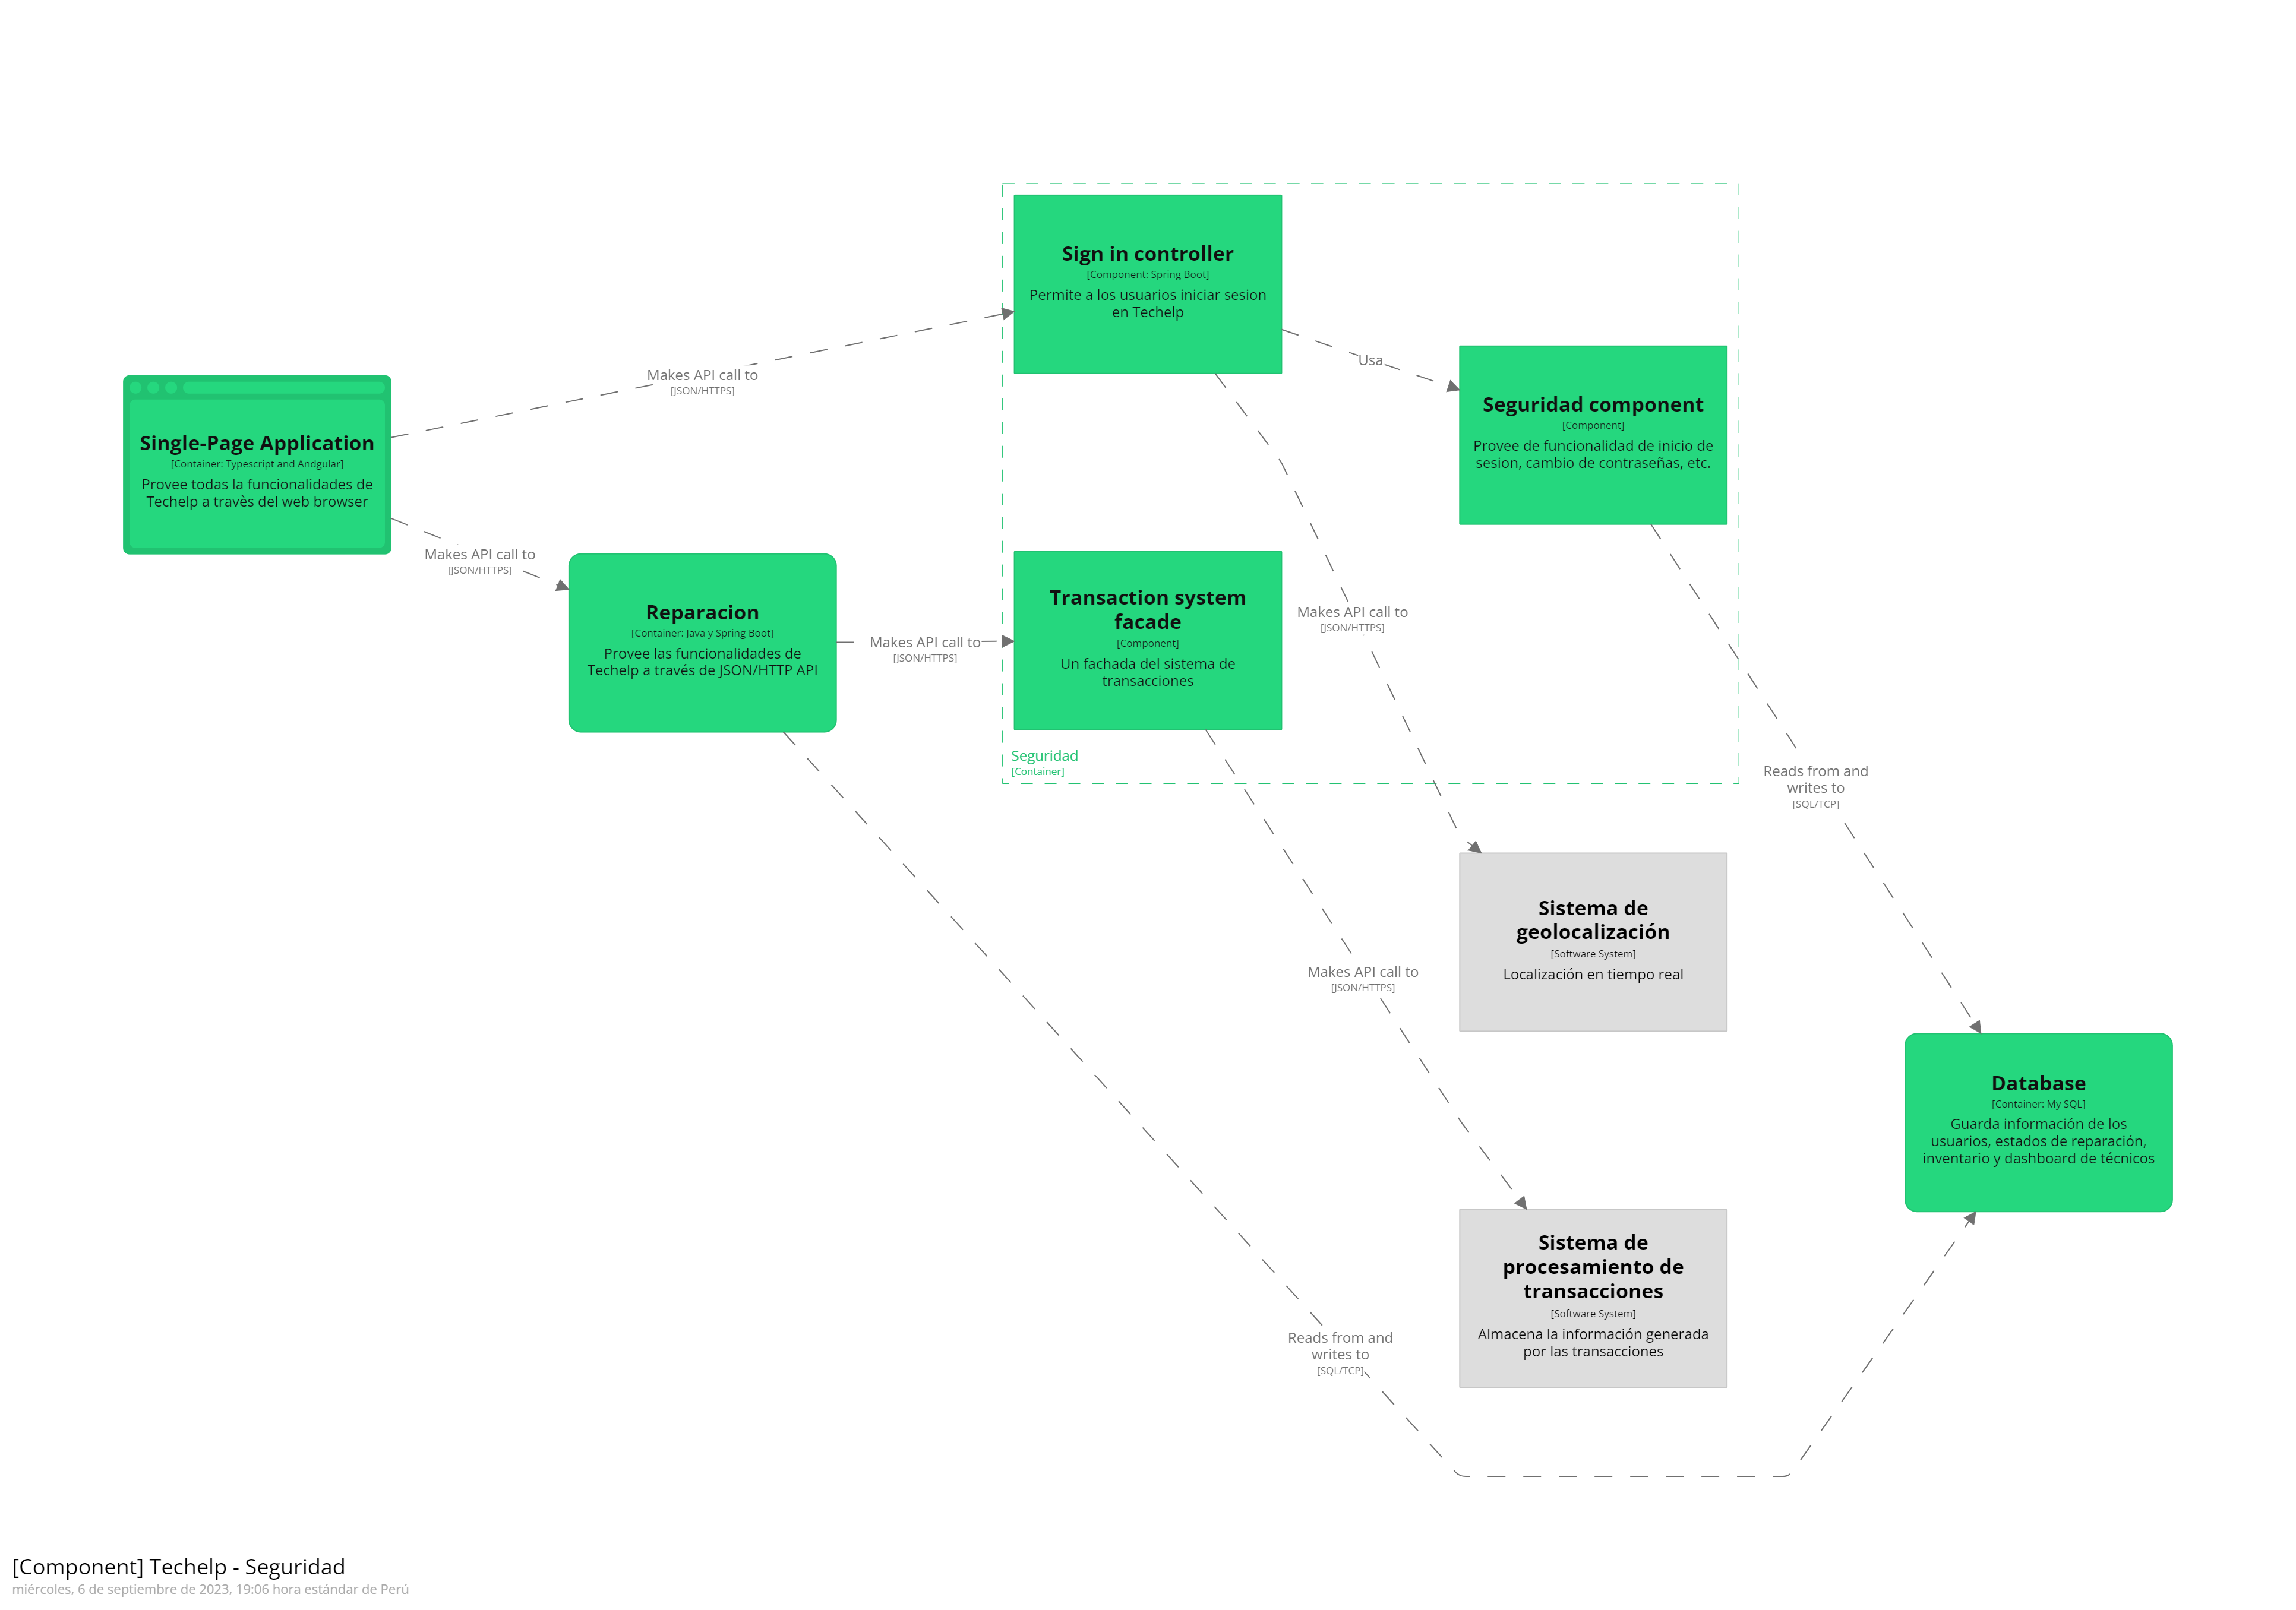 Sign in controller
[Component: Spring Boot]
Permite a los usuarios iniciar sesion
en Techelp
Makes API call to
[JSON/HTTPS]
Usa
Seguridad component
[Component]
Provee de funcionalidad de inicio de
sesion, cambio de contraseñas, etc.
Single-Page Application
[Container: Typescript and Andgular]
Provee todas la funcionalidades de
Techelp a travès del web browser
Makes API call to
[JSON/HTTPS]
Reparacion
[Container: Java y Spring Boot]
Provee las funcionalidades de
Techelp a través de JSON/HTTP API
Makes API call to
[JSON/HTTPS]
Transaction system
facade
[Component]
Un fachada del sistema de
transacciones
Makes API call to
[JSON/HTTPS]
Seguridad
[Container]
Reads from and
writes to
[SQL/TCP]
Sistema de
geolocalización
[Software System]
Localización en tiempo real
Makes API call to
[JSON/HTTPS]
Database
[Container: My SQL]
Guarda información de los
usuarios, estados de reparación,
inventario y dashboard de técnicos
Sistema de
procesamiento de
transacciones
[Software System]
Almacena la información generada
por las transacciones
Reads from and
writes to
[SQL/TCP]
[Component] Techelp - Seguridad
miércoles, 6 de septiembre de 2023, 19:06 hora estándar de Perú